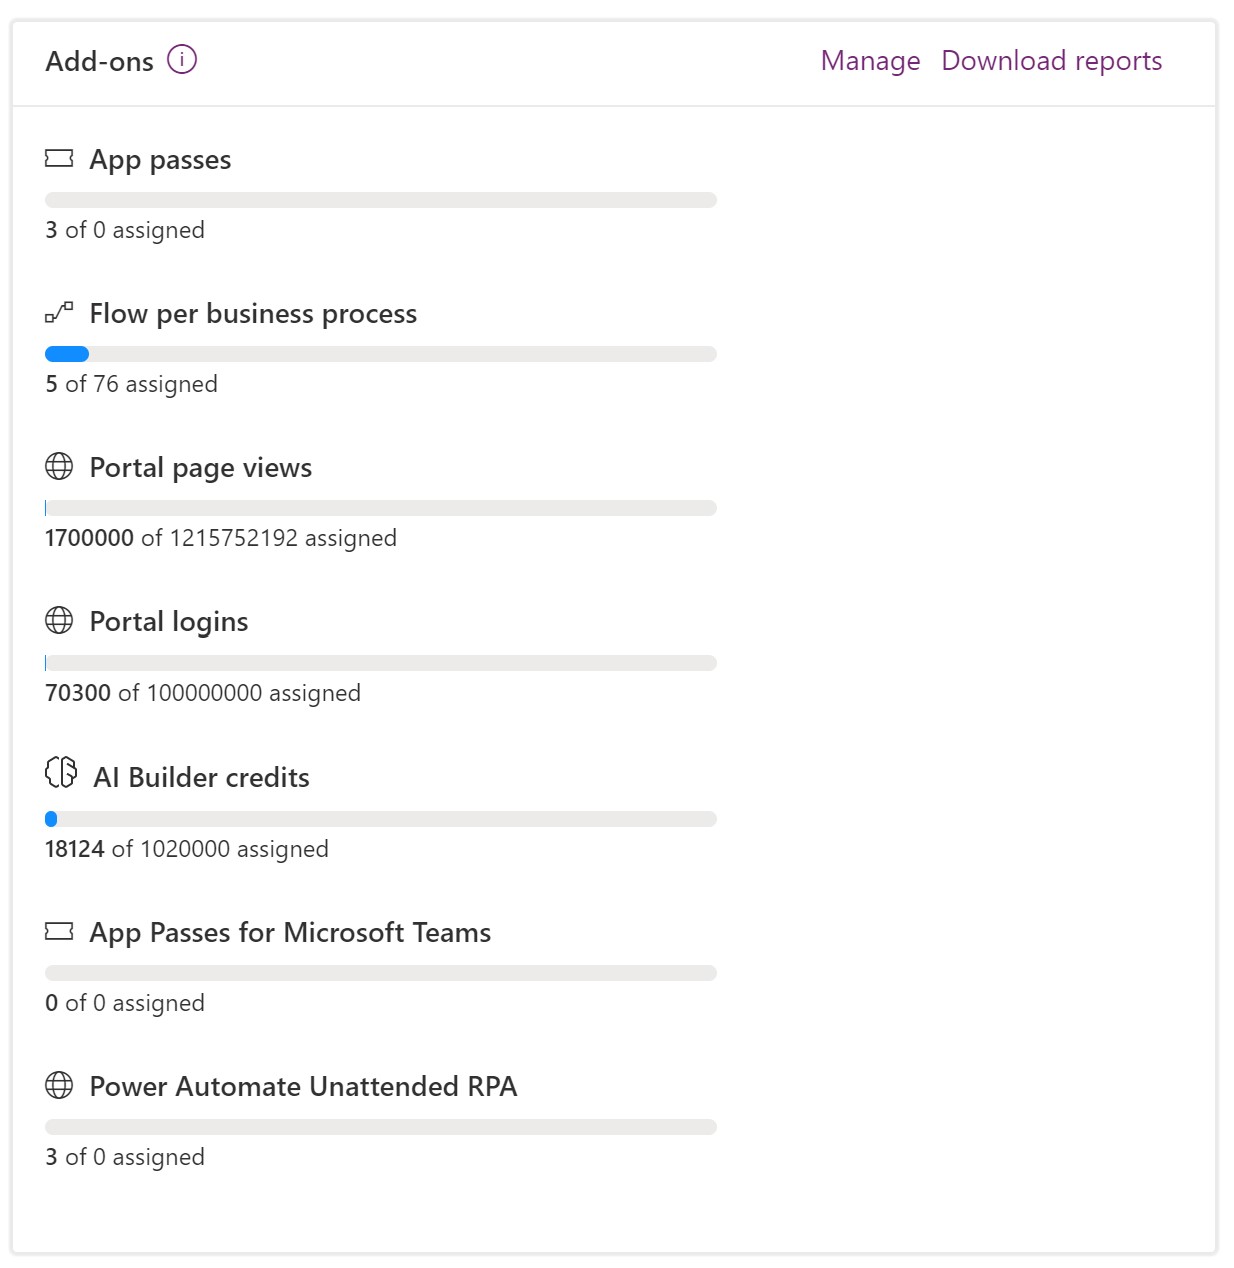 Add-ons Manage Download reports
App passes
3 of 0 assigned
Flow per business process
5 of 76 assigned
Portal page views
1700000 of 1215752192 assigned
Portal logins
70300 of 100000000 assigned
AI Builder credits
18124 of 1020000 assigned
App Passes for Microsoft Teams
0 of 0 assigned
Power Automate Unattended RPA
3 of 0 assigned